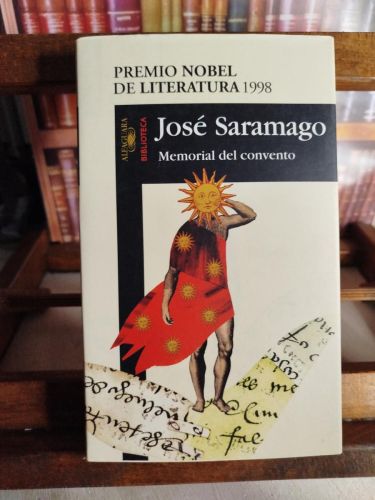 PREMIO NOBEL
DE LITERATURA 1998
ALFAGUARA
BIBLIOTECA
José Saramago
Memorial del convento